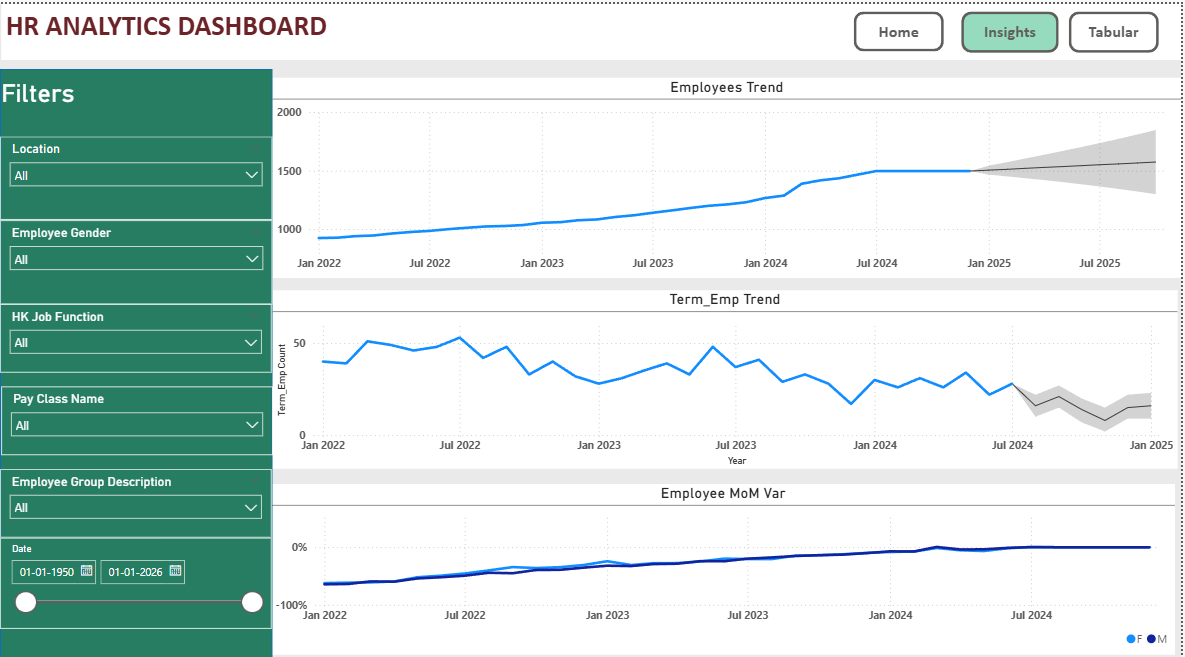 HR ANALYTICS DASHBOARD
Home
Insights
Tabular
Filters
Location
All
Employee Gender
All
HK Job Function
All
Pay Class Name
All
Employee Group Description
All
Date
01-01-1950
01-01-2026
Employees Trend
2000
1500
1000
Jan 2022
Jul 2022
Jan 2023
Jul 2023
Jan 2024
Jul 2024
Jan 2025
Jul 2025
Term_Emp Trend
Term_Emp Count
50
0
Jan 2022
Jul 2022
Jan 2023
Jul 2023
Jan 2024
Jul 2024
Jan 2025
Year
Employee MoM Var
0%
-100%
Jan 2022
Jul 2022
Jan 2023
Jul 2023
Jan 2024
Jul 2024
F
M